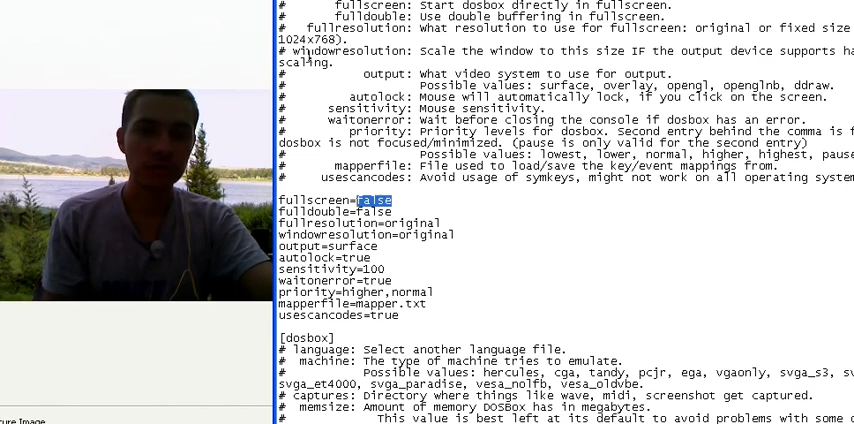 # fullscreen: Start dosbox directly in fullscreen.
# fulldouble: Use double buffering in fullscreen.
# fullresolution: What resolution to use for fullscreen: original or fixed size
1024x768).
# windowresolution: Scale the window to this size IF the output device supports ha
scaling.
# output: What video system to use for output.
# Possible values: surface, overlay, opengl, openglnb, ddraw.
# autolock: Mouse will automatically lock, if you click on the screen.
# sensitivity: Mouse sensitivity.
# waitonerror: Wait before closing the console if dosbox has an error.
# priority: Priority levels for dosbox. Second entry behind the comma is f
dosbox is not focused/minimized. (pause is only valid for the second entry)
# Possible values: lowest, lower, normal, higher, highest, pause
# mapperfile: File used to load/save the key/event mappings from.
# usescancodes: Avoid usage of symkeys, might not work on all operating system
fullscreen=false
fulldouble=false
fullresolution=original
windowresolution=original
output=surface
autolock=true
sensitivity=100
waitonerror=true
priority=higher,normal
mapperfile=mapper.txt
usescancodes=true
[dosbox]
# language: Select another language file.
# machine: The type of machine tries to emulate.
# Possible values: hercules, cga, tandy, pcjr, ega, vgaonly, svga_s3, sv
svga_et4000, svga_paradise, vesa_nolfb, vesa_oldvbe.
# captures: Directory where things like wave, midi, screenshot get captured.
# memsize: Amount of memory DOSBox has in megabytes.
# This value is best left at its default to avoid problems with some
ure Image